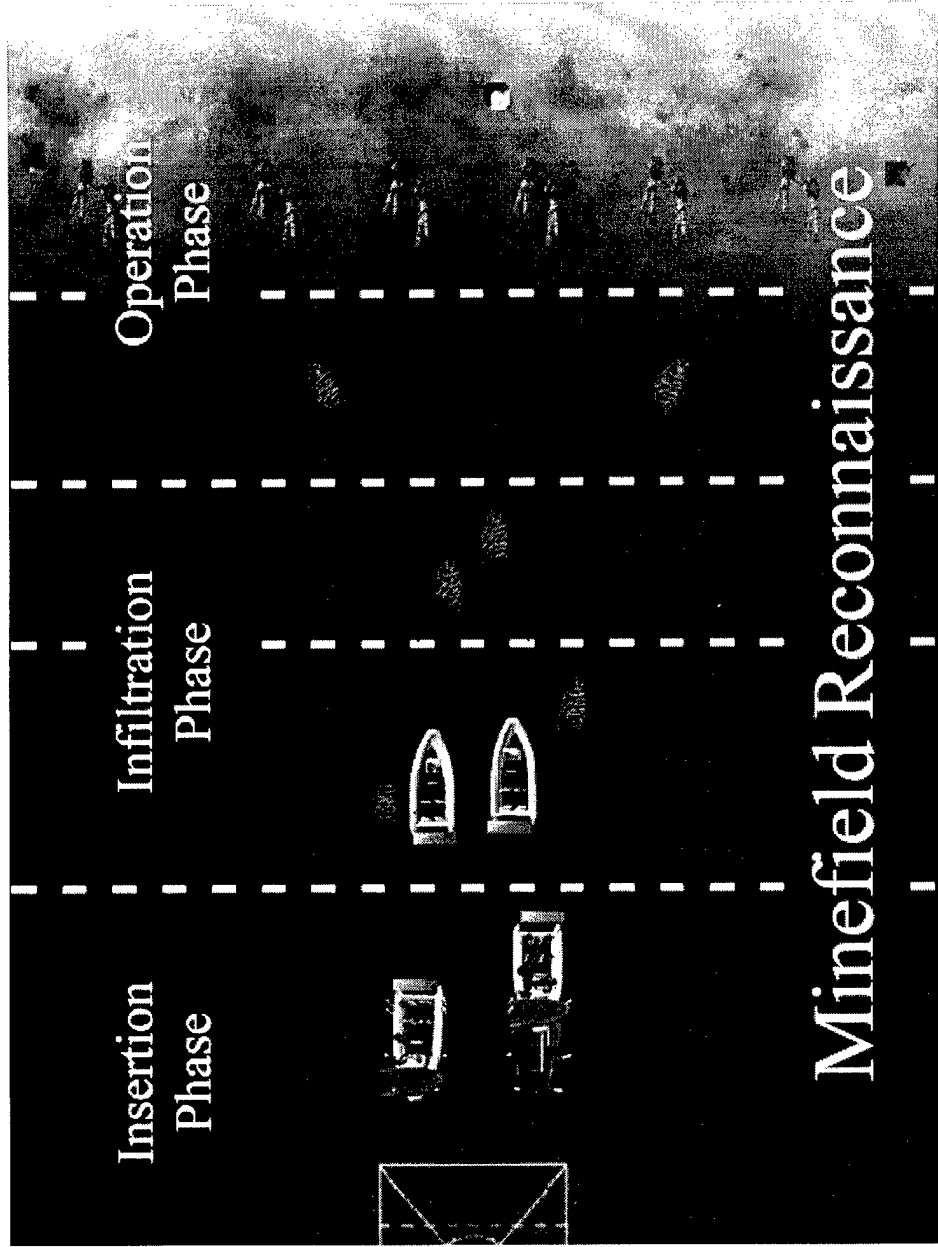 Insertion
Phase
Infiltration
Phase
Operation
Phase
Minefield Reconnaissance